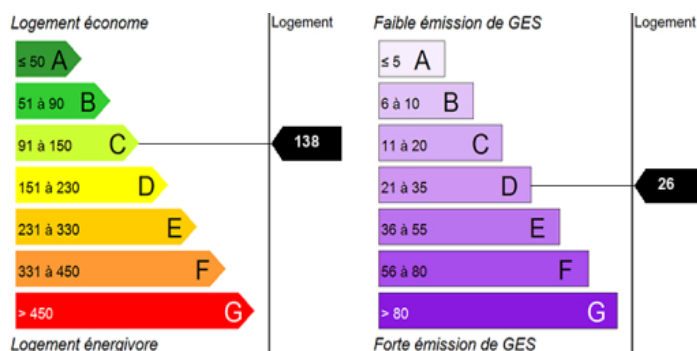 Logement économe
Logement
≤ 50 A
51 à 90 B
91 à 150 C
138
151 à 230 D
231 à 330 E
331 à 450 F
> 450 G
Logement énergivore
Faible émission de GES
Logement
≤ 5 A
6 à 10 B
11 à 20 C
21 à 35 D
26
36 à 55 E
56 à 80 F
> 80 G
Forte émission de GES